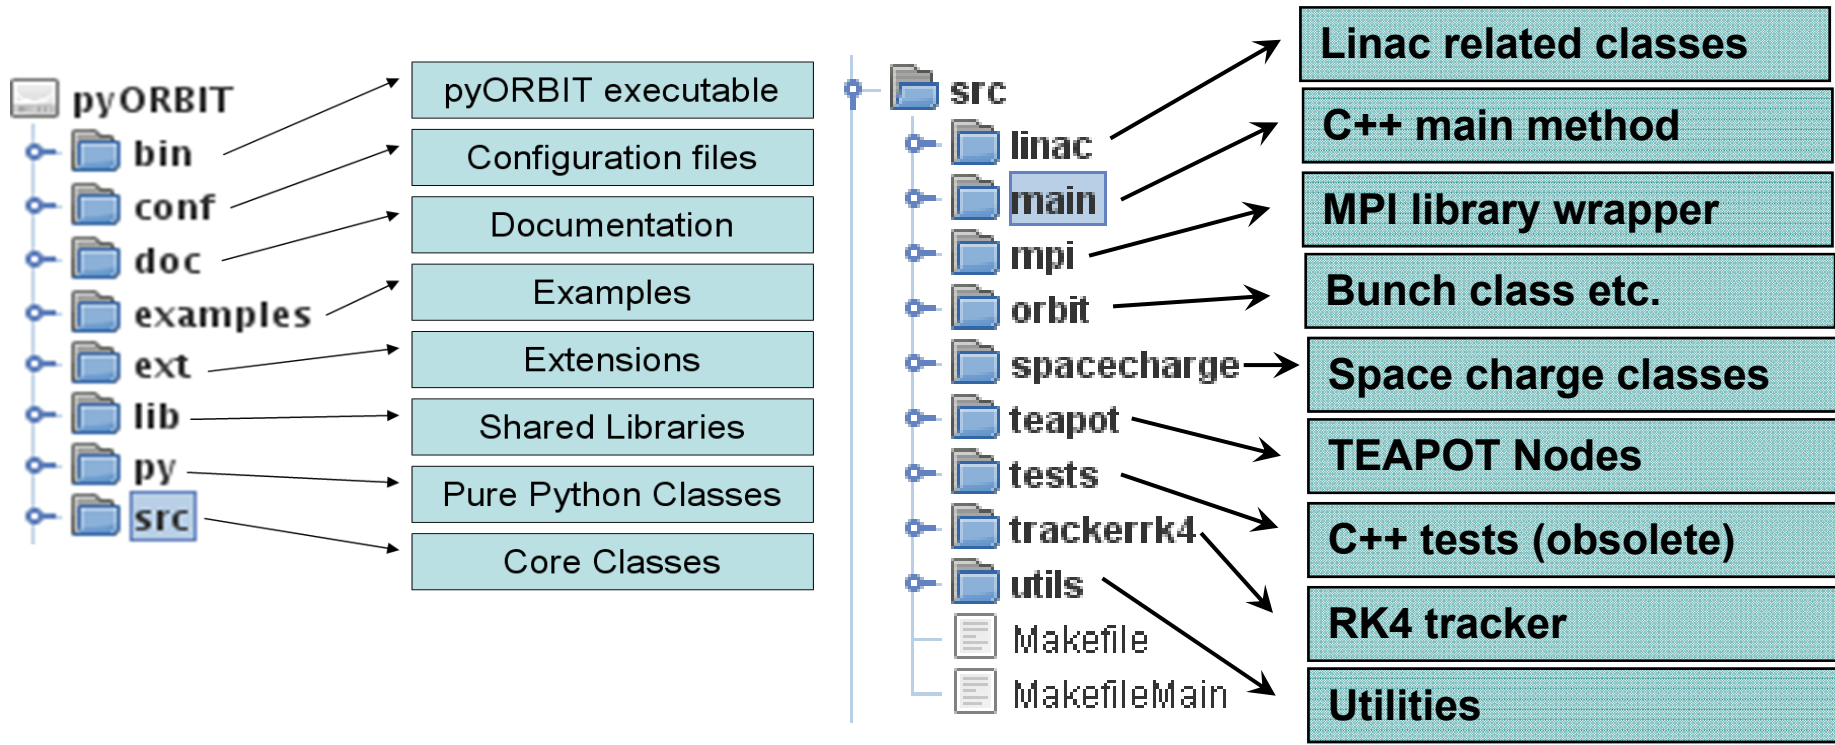 pyORBIT
bin
conf
doc
examples
ext
lib
py
src
pyORBIT executable
Configuration files
Documentation
Examples
Extensions
Shared Libraries
Pure Python Classes
Core Classes
src
linac
main
mpi
orbit
spacecharge
teapot
tests
trackerrk4
utils
Makefile
MakefileMain
Linac related classes
C++ main method
MPI library wrapper
Bunch class etc.
Space charge classes
TEAPOT Nodes
C++ tests (obsolete)
RK4 tracker
Utilities